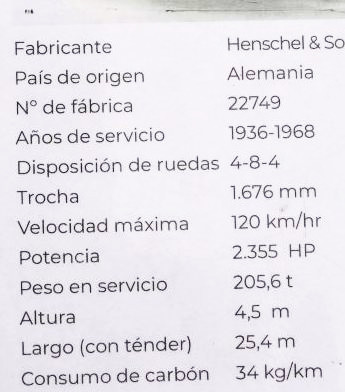 Fabricante Henschel & So
País de origen Alemania
Nº de fábrica 22749
Años de servicio 1936-1968
Disposición de ruedas 4-8-4
Trocha 1.676 mm
Velocidad máxima 120 km/hr
Potencia 2.355 HP
Peso en servicio 205,6 t
Altura 4,5 m
Largo (con ténder) 25,4 m
Consumo de carbón 34 kg/km